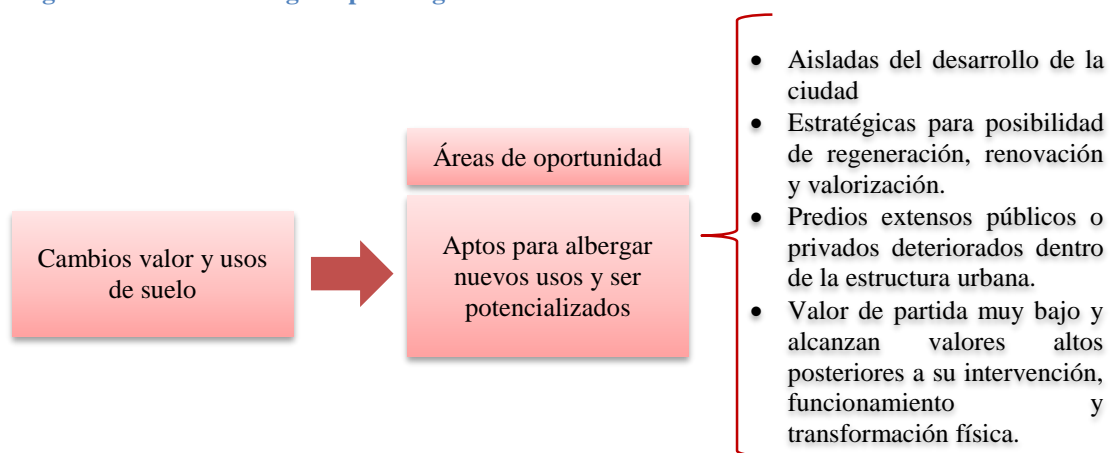 Cambios valor y usos
de suelo
Áreas de oportunidad
Aptos para albergar
nuevos usos y ser
potencializados
• Aisladas del desarrollo de la
ciudad
• Estratégicas para posibilidad
de regeneración, renovación
y valorización.
• Predios extensos públicos o
privados deteriorados dentro
de la estructura urbana.
• Valor de partida muy bajo y
alcanzan valores altos
posteriores a su intervención,
funcionamiento y
transformación física.